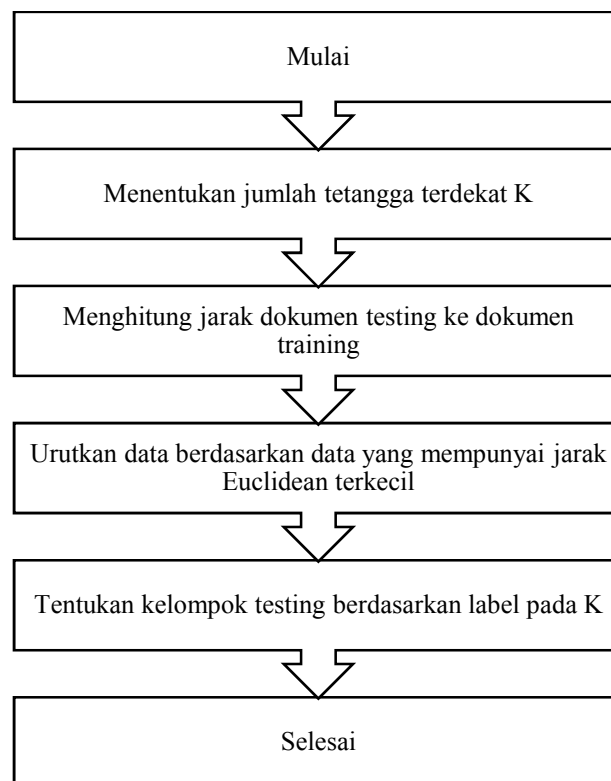 Mulai
Menentukan jumlah tetangga terdekat K
Menghitung jarak dokumen testing ke dokumen
training
Urutkan data berdasarkan data yang mempunyai jarak
Euclidean terkecil
Tentukan kelompok testing berdasarkan label pada K
Selesai